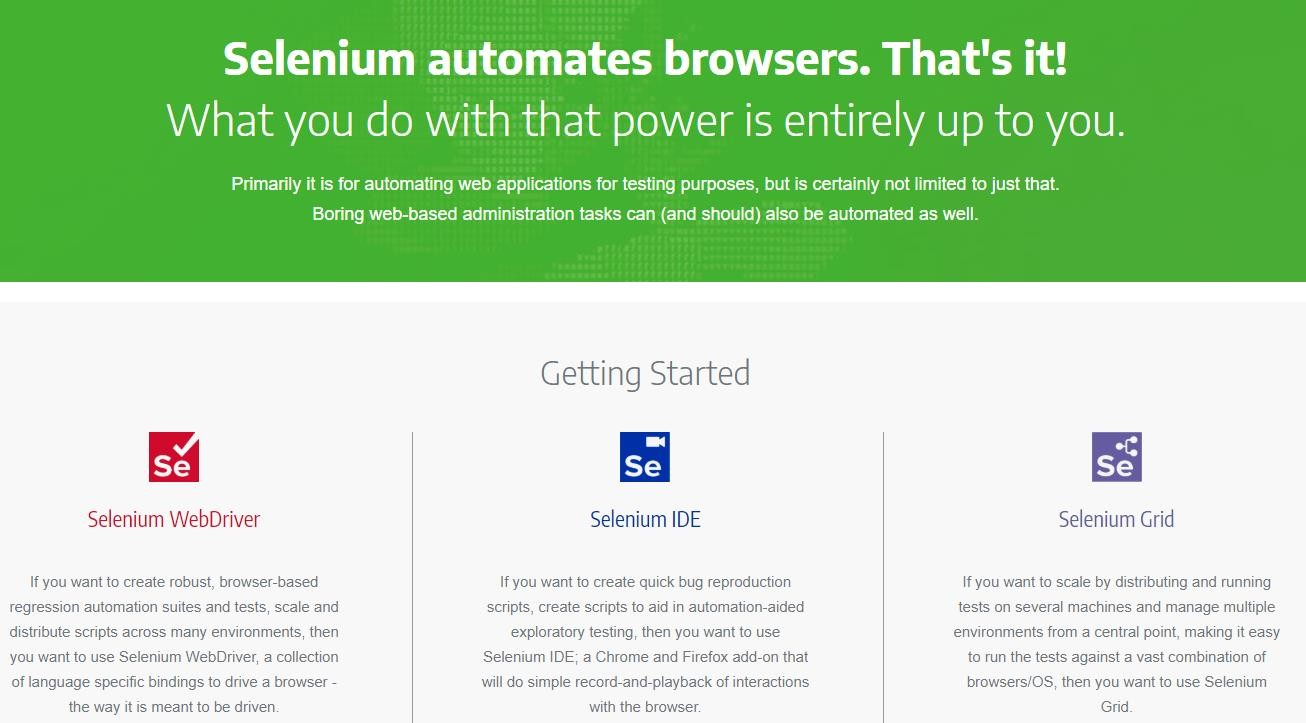 Selenium automates browsers. That's it!
What you do with that power is entirely up to you.
Primarily it is for automating web applications for testing purposes, but is certainly not limited to just that.
Boring web-based administration tasks can (and should) also be automated as well.
Getting Started
Se
Selenium WebDriver
If you want to create robust, browser-based
regression automation suites and tests, scale and
distribute scripts across many environments, then
you want to use Selenium WebDriver, a collection
of language specific bindings to drive a browser -
the way it is meant to be driven.
Se
Selenium IDE
If you want to create quick bug reproduction
scripts, create scripts to aid in automation-aided
exploratory testing, then you want to use
Selenium IDE; a Chrome and Firefox add-on that
will do simple record-and-playback of interactions
with the browser.
Se
Selenium Grid
If you want to scale by distributing and running
tests on several machines and manage multiple
environments from a central point, making it easy
to run the tests against a vast combination of
browsers/OS, then you want to use Selenium
Grid.